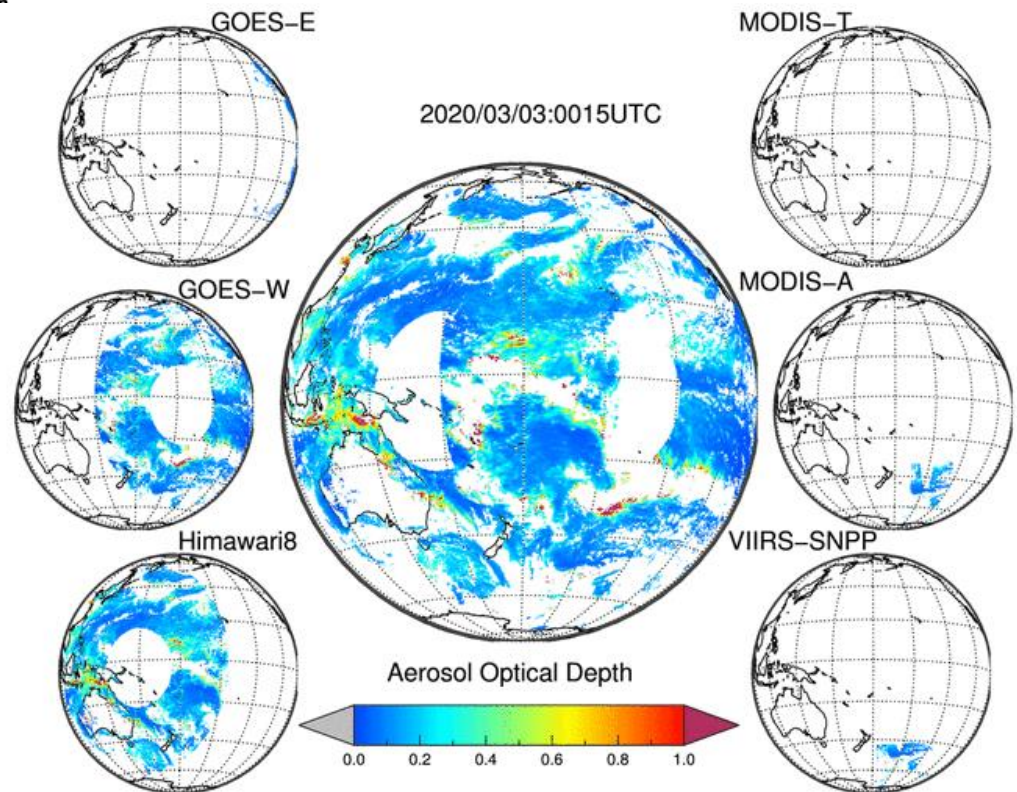 GOES−E
MODIS−T
2020/03/03:0015UTC
GOES−W
MODIS−A
Himawari8
VIIRS−SNPP
Aerosol Optical Depth
0.0 0.2 0.4 0.6 0.8 1.0